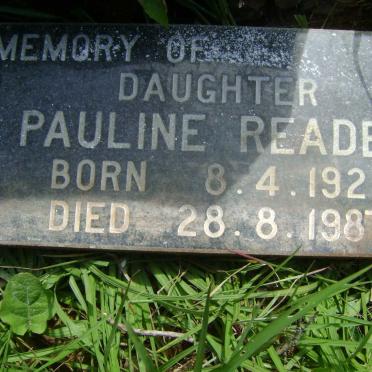 MEMORY OF
DAUGHTER
PAULINE READE
BORN 8.4.192
DIED 28.8.1987